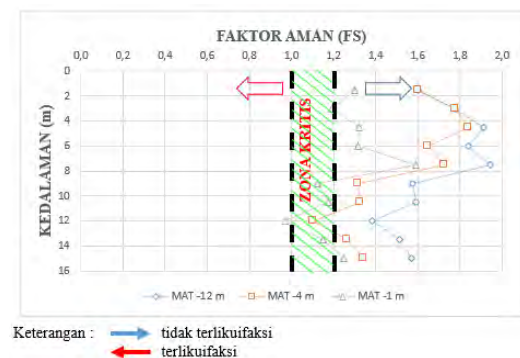 FAKTOR AMAN (FS)
0,0 0,2 0,4 0,6 0,8 1,0 1,2 1,4 1,6 1,8 2,0
KEDALAMAN (m)
0
2
4
6
8
10
12
14
16
ZONA KRITIS
MAT -12 m MAT -4 m MAT -1 m
Keterangan : tidak terlikuifaksi
terlikuifaksi